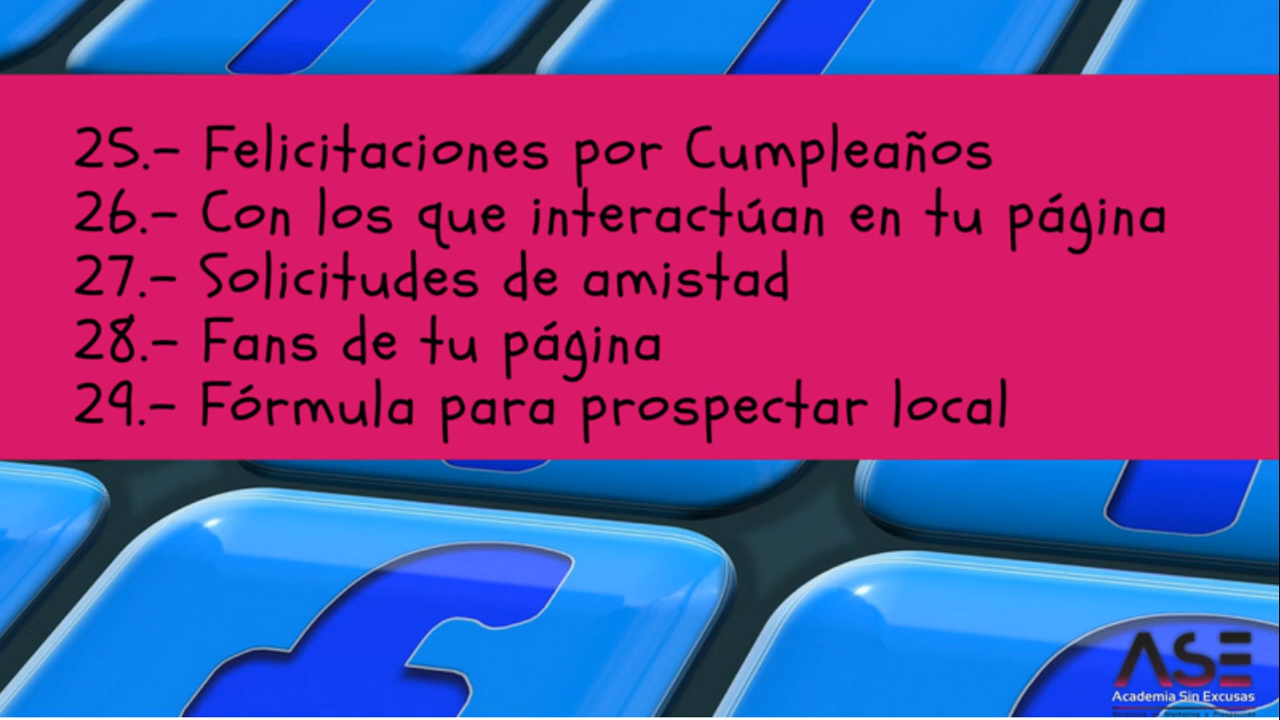 25.- Felicitaciones por Cumpleaños
26.- Con los que interactúan en tu página
27.- Solicitudes de amistad
28.- Fans de tu página
29.- Fórmula para prospectar local
ASE
Academia Sin Excusas